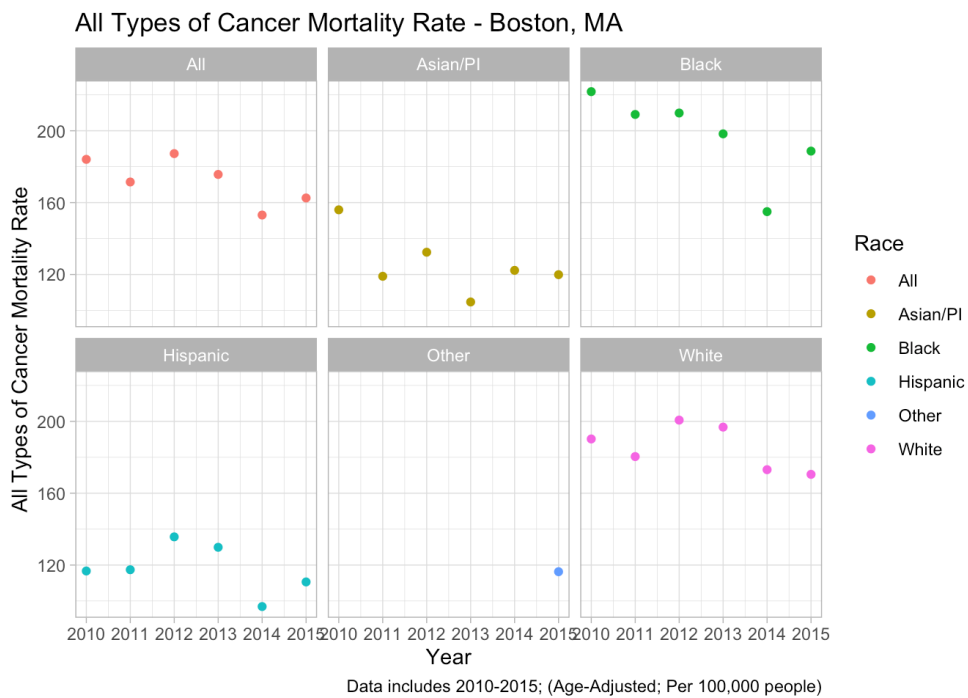 All Types of Cancer Mortality Rate - Boston, MA
All Asian/PI Black
200
160
120
Hispanic Other White
200
160
120
2010 2011 2012 2013 2014 2015 2010 2011 2012 2013 2014 2015 2010 2011 2012 2013 2014 2015
Year
All Types of Cancer Mortality Rate
Race
All
Asian/PI
Black
Hispanic
Other
White
Data includes 2010-2015; (Age-Adjusted; Per 100,000 people)